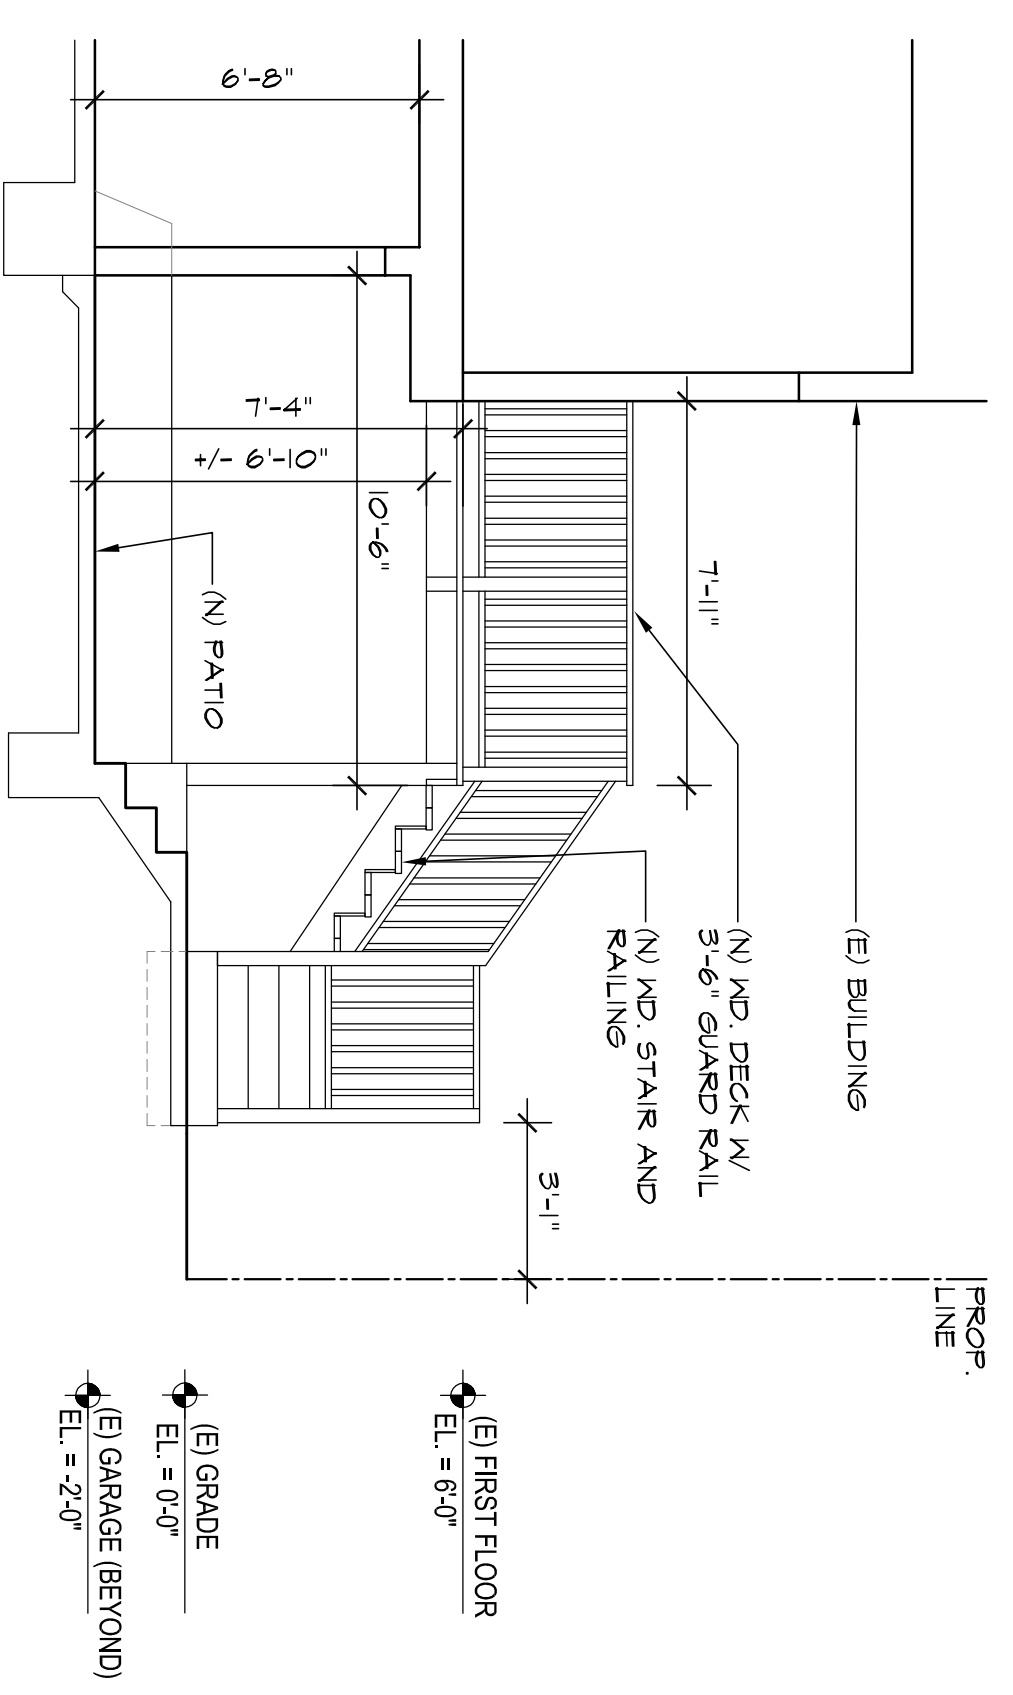 PROP.
LINE
(E) BUILDING
(N) WD. DECK W/
3'-6" GUARD RAIL
(N) WD. STAIR AND
RAILING
7'-11"
3'-1"
10'-6"
6'-8"
7'-4"
+/- 6'-10"
(N) PATIO
(E) FIRST FLOOR
EL. = 6'-0"
(E) GRADE
EL. = 0'-0"
(E) GARAGE (BEYOND)
EL. = -2'-0"